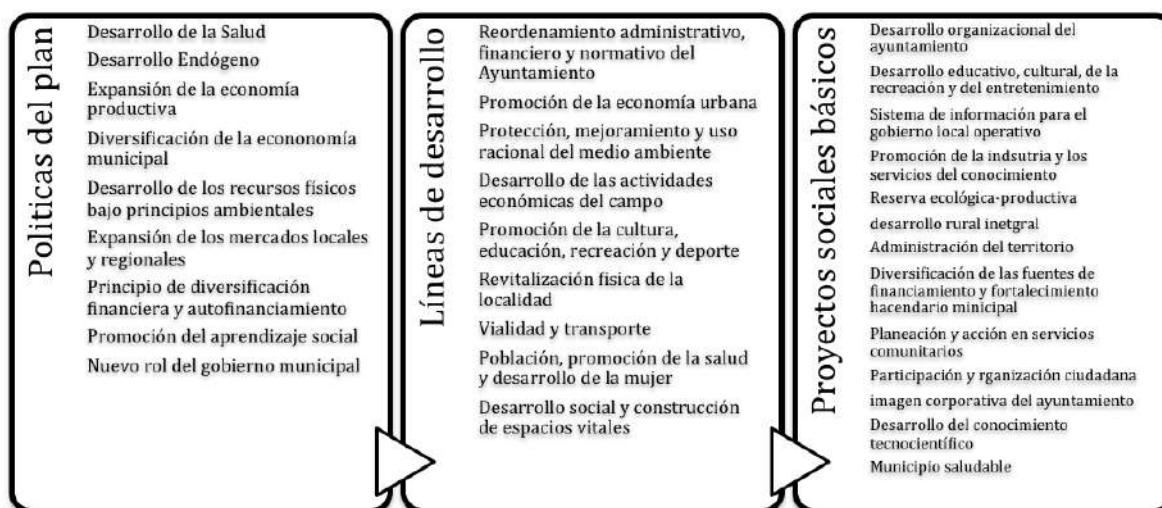 Politicas del plan
Desarrollo de la Salud
Desarrollo Endógeno
Expansión de la economía
productiva
Diversificación de la econonomía
municipal
Desarrollo de los recursos físicos
bajo principios ambientales
Expansión de los mercados locales
y regionales
Principio de diversificación
financiera y autofinanciamiento
Promoción del aprendizaje social
Nuevo rol del gobierno municipal
Líneas de desarrollo
Reordenamiento administrativo,
financiero y normativo del
Ayuntamiento
Promoción de la economía urbana
Protección, mejoramiento y uso
racional del medio ambiente
Desarrollo de las actividades
económicas del campo
Promoción de la cultura,
educación, recreación y deporte
Revitalización fisica de la
localidad
Vialidad y transporte
Población, promoción de la salud
y desarrollo de la mujer
Desarrollo social y construcción
de espacios vitales
Proyectos sociales básicos
Desarrollo organizacional del
ayuntamiento
Desarrollo educativo, cultural, de la
recreación y del entretenimiento
Sistema de información para el
gobierno local operativo
Promoción de la indsutria y los
servicios del conocimiento
Reserva ecológica-productiva
desarrollo rural inetgral
Administración del territorio
Diversificación de las fuentes de
financiamiento y fortalecimiento
hacendario minicipal
Planeación y acción en servicios
comunitarios
Participación y rganización ciudadana
imagen corporativa del ayuntamiento
Desarrollo del conocimiento
tecnocientífico
Municipio saludable